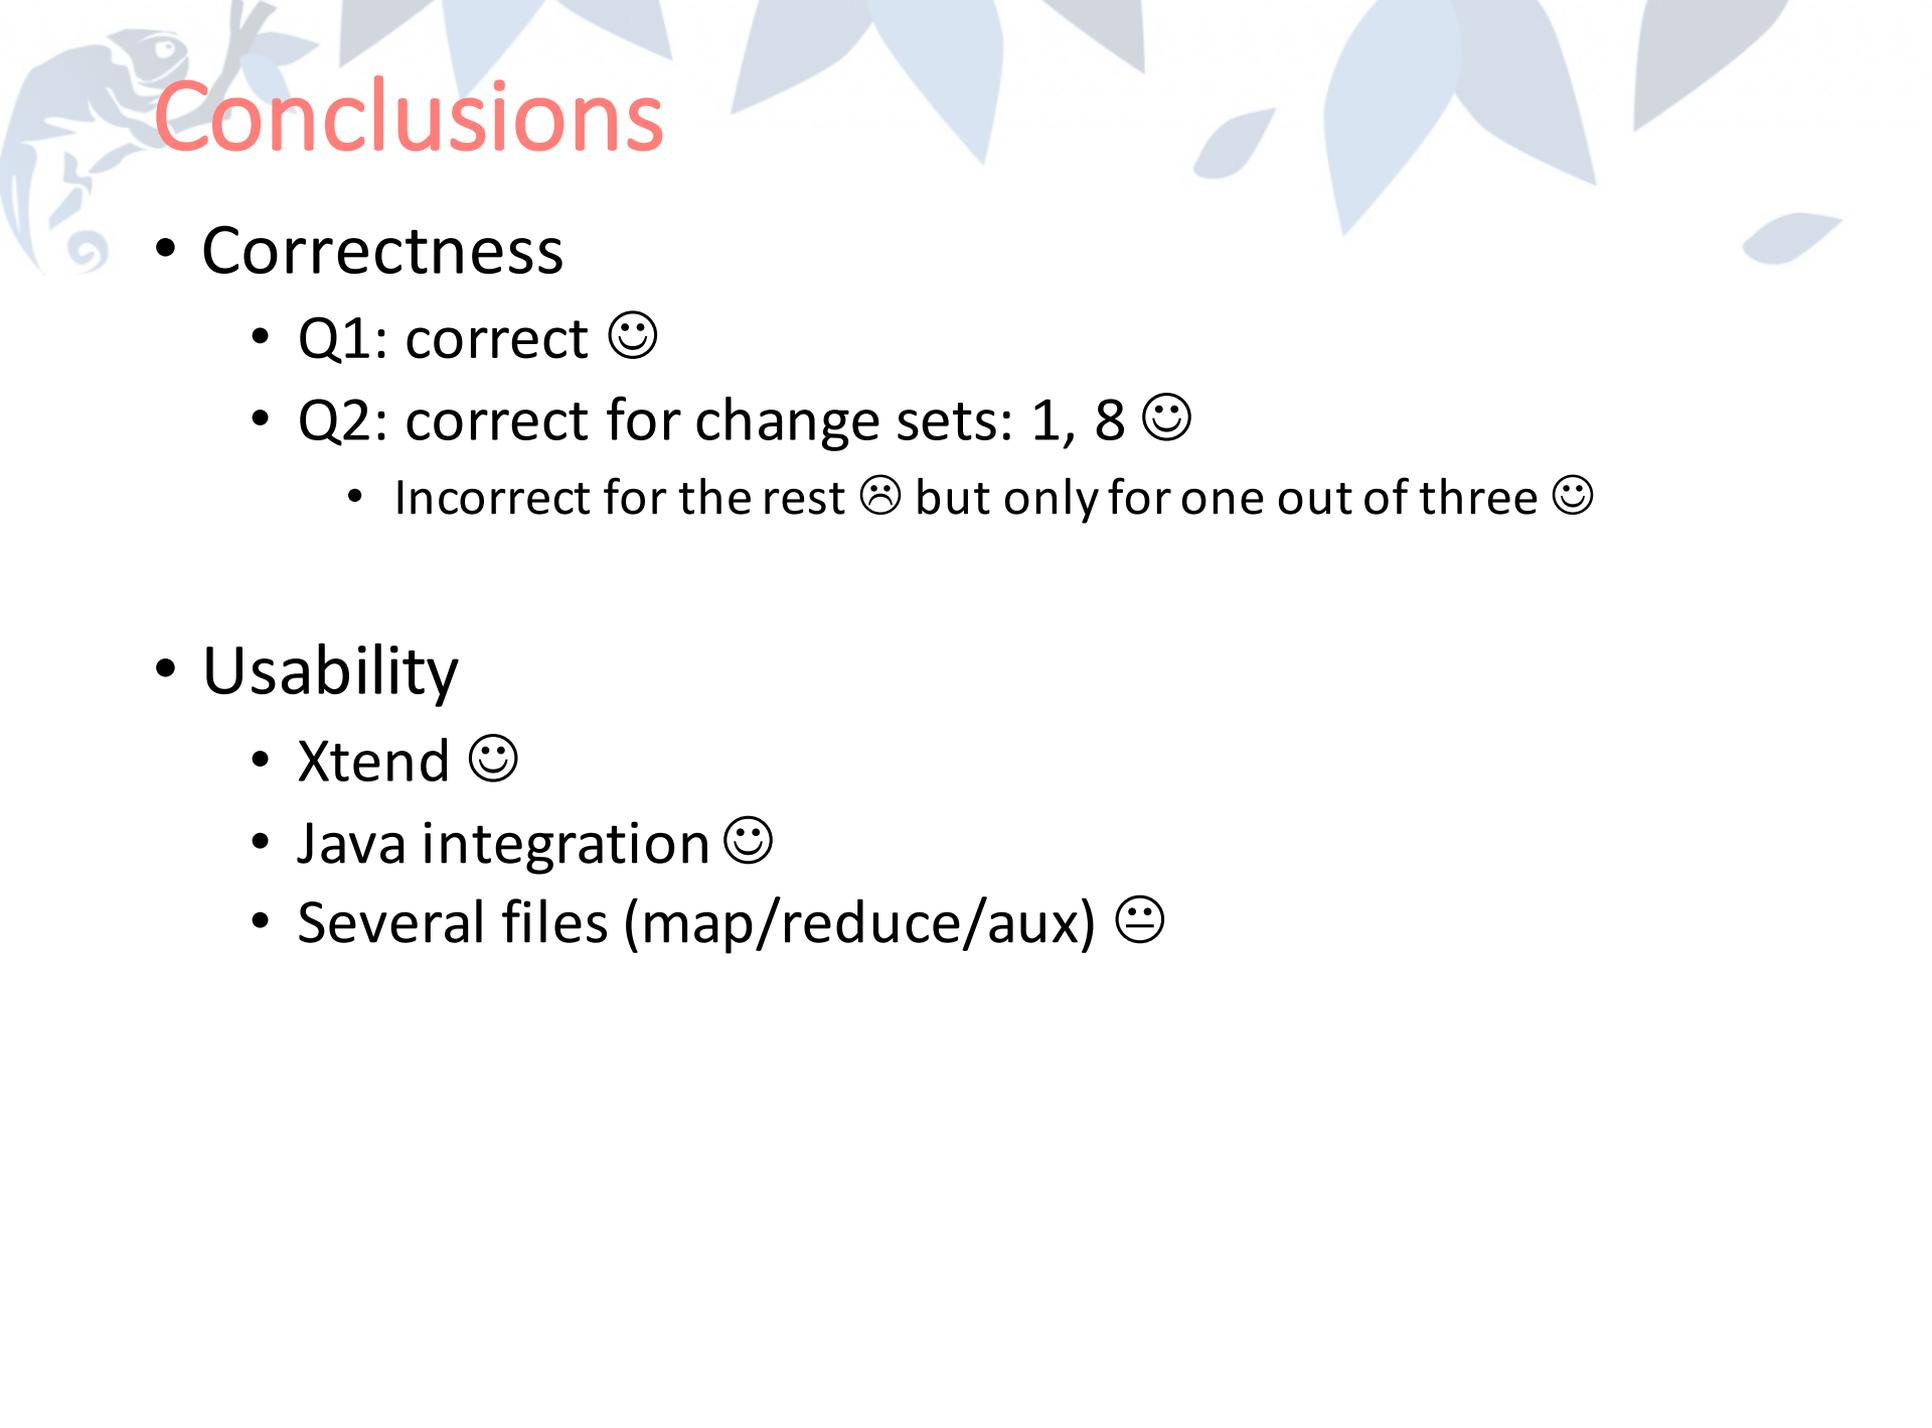 Conclusions
• Correctness
• Q1: correct ☺
• Q2: correct for change sets: 1, 8 ☺
• Incorrect for the rest ☹ but only for one out of three ☺
• Usability
• Xtend ☺
• Java integration ☺
• Several files (map/reduce/aux) 😐